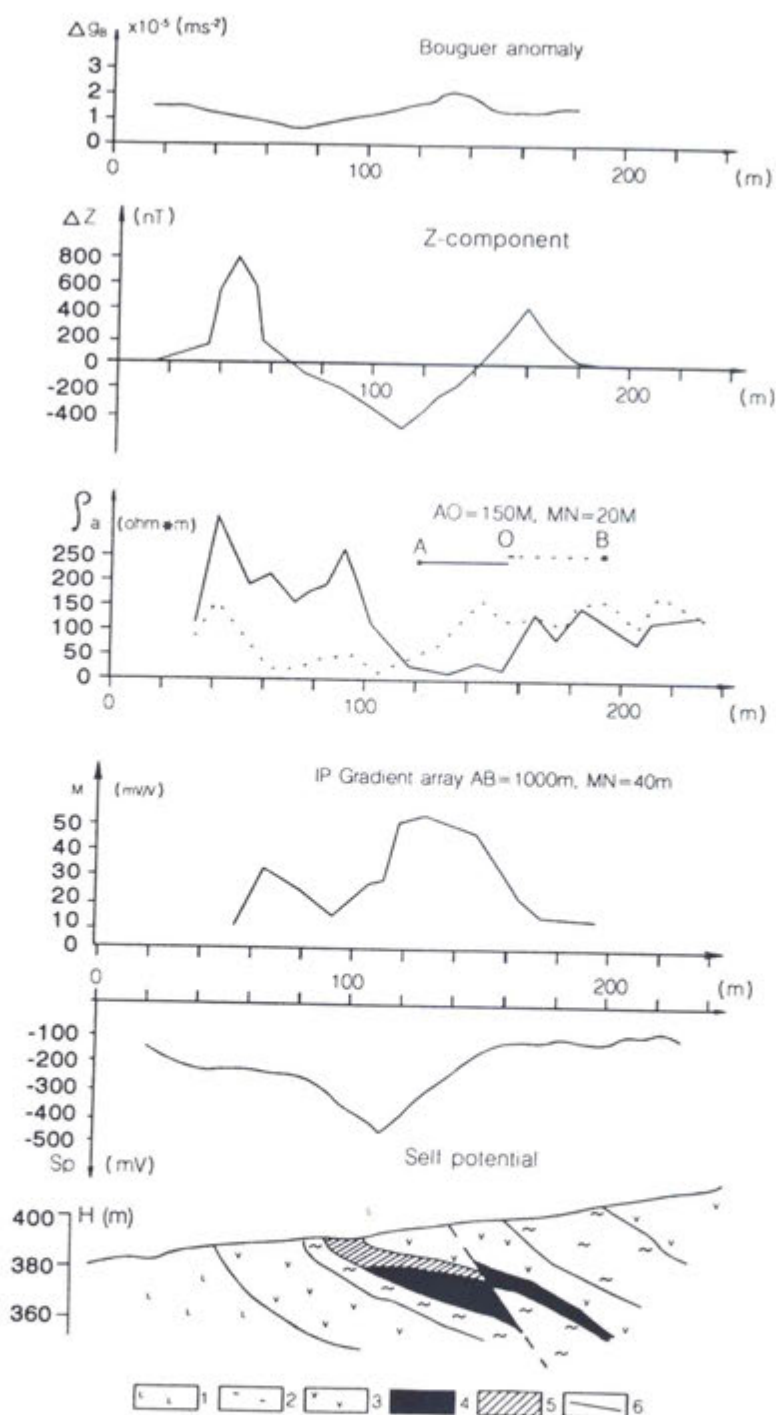 Δg_B x10⁻⁵ (ms⁻²)
Bouguer anomaly
3
2
1
0
0 100 200 (m)
ΔZ (nT)
Z-component
800
600
400
200
0
-200
-400
100 200 (m)
ρa (ohm*m)
AO=150M, MN=20M
A O B
250
200
150
100
50
0
0 100 200 (m)
M (mV/V)
IP Gradient array AB=1000m, MN=40m
50
40
30
20
10
0
0 100 200 (m)
-100
-200
-300
-400
-500
Sp (mV)
Self potential
H (m)
400
380
360
1 2 3 4 5 6